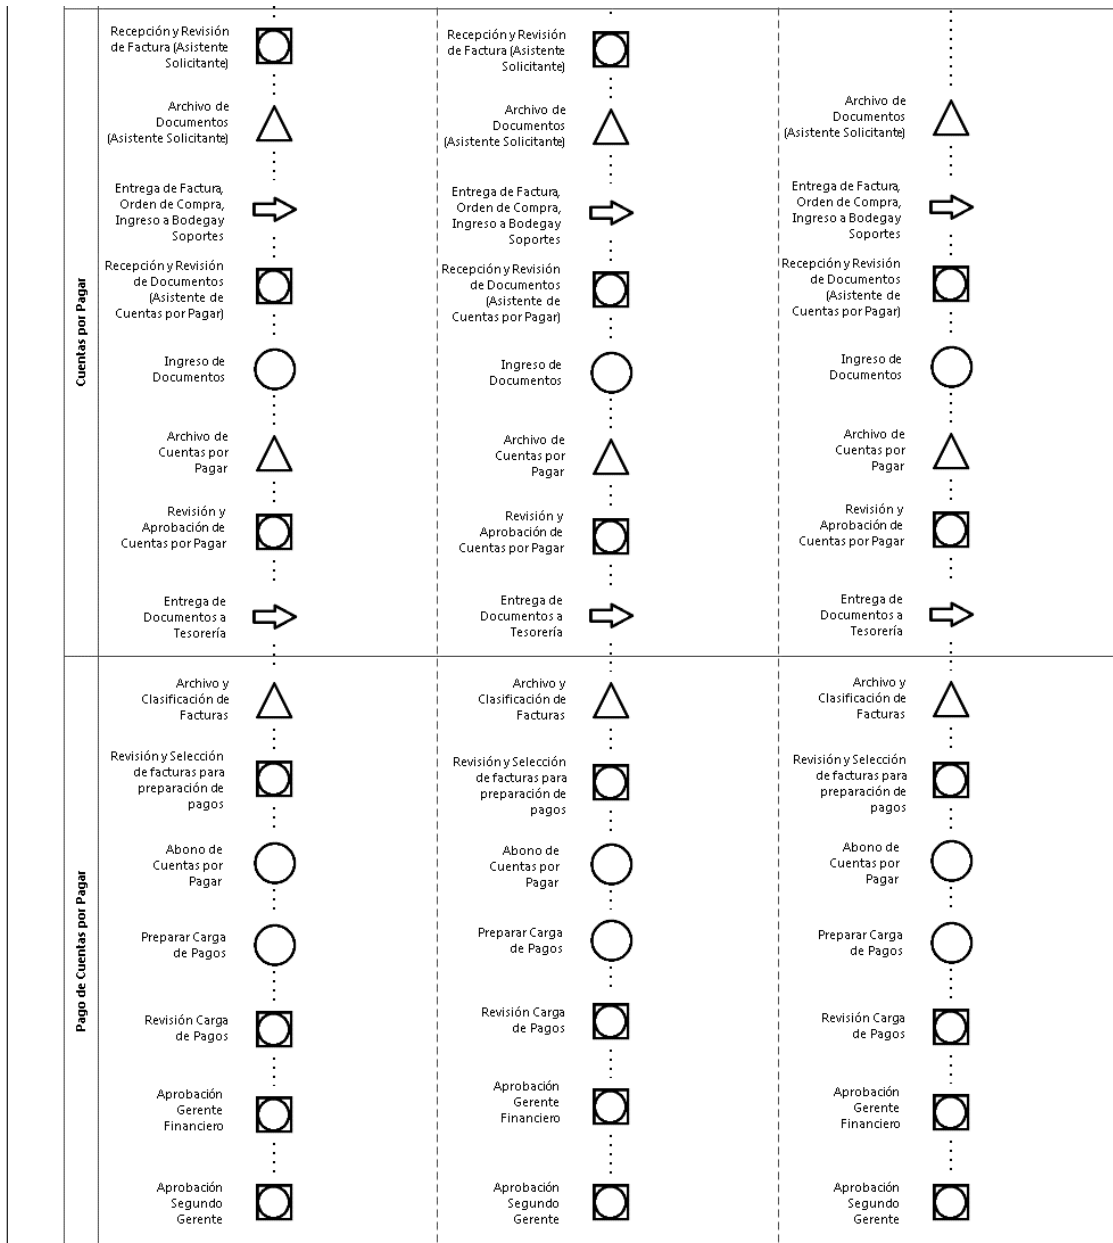 Cuentas por Pagar
Recepción y Revisión
de Factura (Asistente
Solicitante)
Archivo de
Documentos
(Asistente Solicitante)
Entrega de Factura,
Orden de Compra,
Ingreso a Bodega y
Soportes
Recepción y Revisión
de Documentos
(Asistente de
Cuentas por Pagar)
Ingreso de
Documentos
Archivo de
Cuentas por
Pagar
Revisión y
Aprobación de
Cuentas por Pagar
Entrega de
Documentos a
Tesorería
Recepción y Revisión
de Factura (Asistente
Solicitante)
Archivo de
Documentos
(Asistente Solicitante)
Entrega de Factura,
Orden de Compra,
Ingreso a Bodega y
Soportes
Recepción y Revisión
de Documentos
(Asistente de
Cuentas por Pagar)
Ingreso de
Documentos
Archivo de
Cuentas por
Pagar
Revisión y
Aprobación de
Cuentas por Pagar
Entrega de
Documentos a
Tesorería
Archivo de
Documentos
(Asistente Solicitante)
Entrega de Factura,
Orden de Compra,
Ingreso a Bodega y
Soportes
Recepción y Revisión
de Documentos
(Asistente de
Cuentas por Pagar)
Ingreso de
Documentos
Archivo de
Cuentas por
Pagar
Revisión y
Aprobación de
Cuentas por Pagar
Entrega de
Documentos a
Tesorería
Pago de Cuentas por Pagar
Archivo y
Clasificación de
Facturas
Revisión y Selección
de facturas para
preparación de
pagos
Abono de
Cuentas por
Pagar
Preparar Carga
de Pagos
Revisión Carga
de Pagos
Aprobación
Gerente
Financiero
Aprobación
Segundo
Gerente
Archivo y
Clasificación de
Facturas
Revisión y Selección
de facturas para
preparación de
pagos
Abono de
Cuentas por
Pagar
Preparar Carga
de Pagos
Revisión Carga
de Pagos
Aprobación
Gerente
Financiero
Aprobación
Segundo
Gerente
Archivo y
Clasificación de
Facturas
Revisión y Selección
de facturas para
preparación de
pagos
Abono de
Cuentas por
Pagar
Preparar Carga
de Pagos
Revisión Carga
de Pagos
Aprobación
Gerente
Financiero
Aprobación
Segundo
Gerente